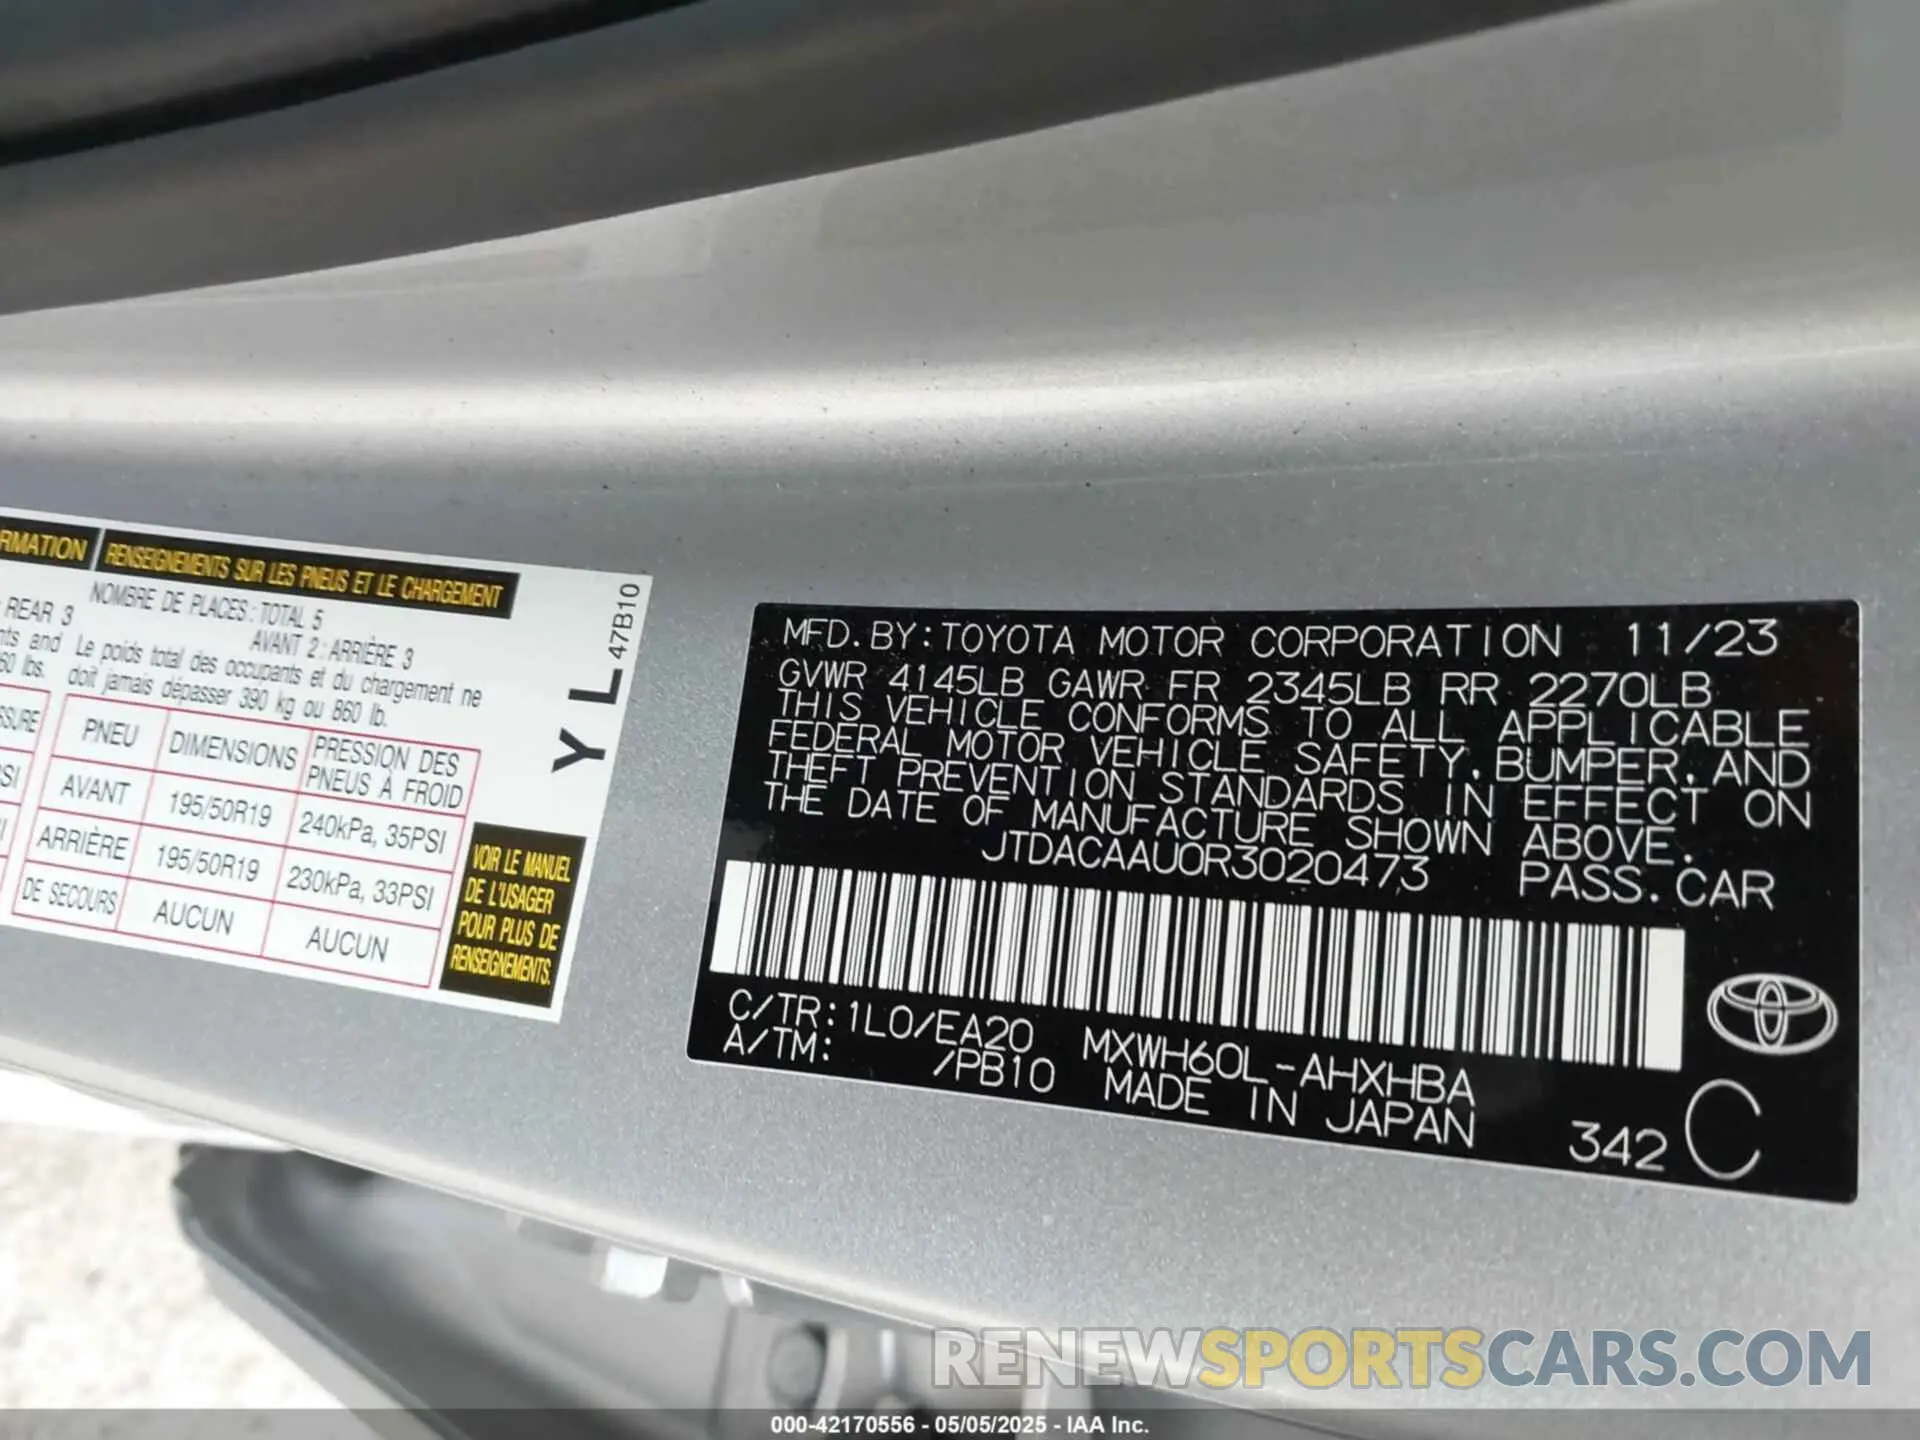 RMATION RENSEIGNEMENTS SUR LES PNEUS ET LE CHARGEMENT
REAR 3
nts and
60 lbs.
NOMBRE DE PLACES: TOTAL 5
AVANT 2: ARRIÈRE 3
Le poids total des occupants et du chargement ne
doit jamais dépasser 390 kg ou 860 lb.
SSURE
PSI
PNEU DIMENSIONS PRESSION DES
PNEUS À FROID
AVANT 195/50R19 240kPa, 35PSI
ARRIÈRE 195/50R19 230kPa, 33PSI
DE SECOURS AUCUN AUCUN
VOIR LE MANUEL
DE L'USAGER
POUR PLUS DE
RENSEIGNEMENTS.
YL 47B10
MFD. BY: TOYOTA MOTOR CORPORATION 11/23
GVWR 4145LB GAWR FR 2345LB RR 2270LB
THIS VEHICLE CONFORMS TO ALL APPLICABLE
FEDERAL MOTOR VEHICLE SAFETY, BUMPER, AND
THEFT PREVENTION STANDARDS IN EFFECT ON
THE DATE OF MANUFACTURE SHOWN ABOVE.
JTDACAAU0R3020473 PASS. CAR
C/TR: 1L0/EA20 MXWH60L-AHXHBA
A/TM: /PB10 MADE IN JAPAN
342 C
RENEWSPORTSCARS.COM
000-42170556 - 05/05/2025 - IAA Inc.